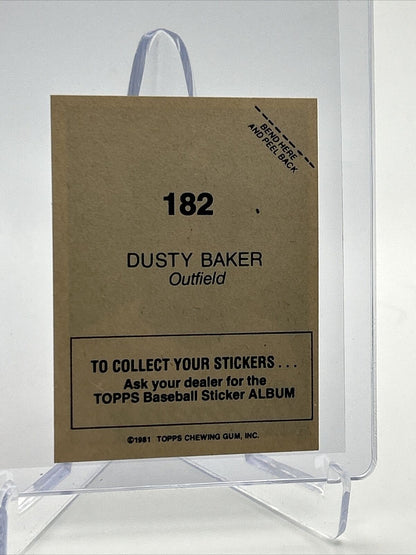 BEND HERE
AND PEEL BACK
182
DUSTY BAKER
Outfield
TO COLLECT YOUR STICKERS...
Ask your dealer for the
TOPPS Baseball Sticker ALBUM
©1981 TOPPS CHEWING GUM, INC.